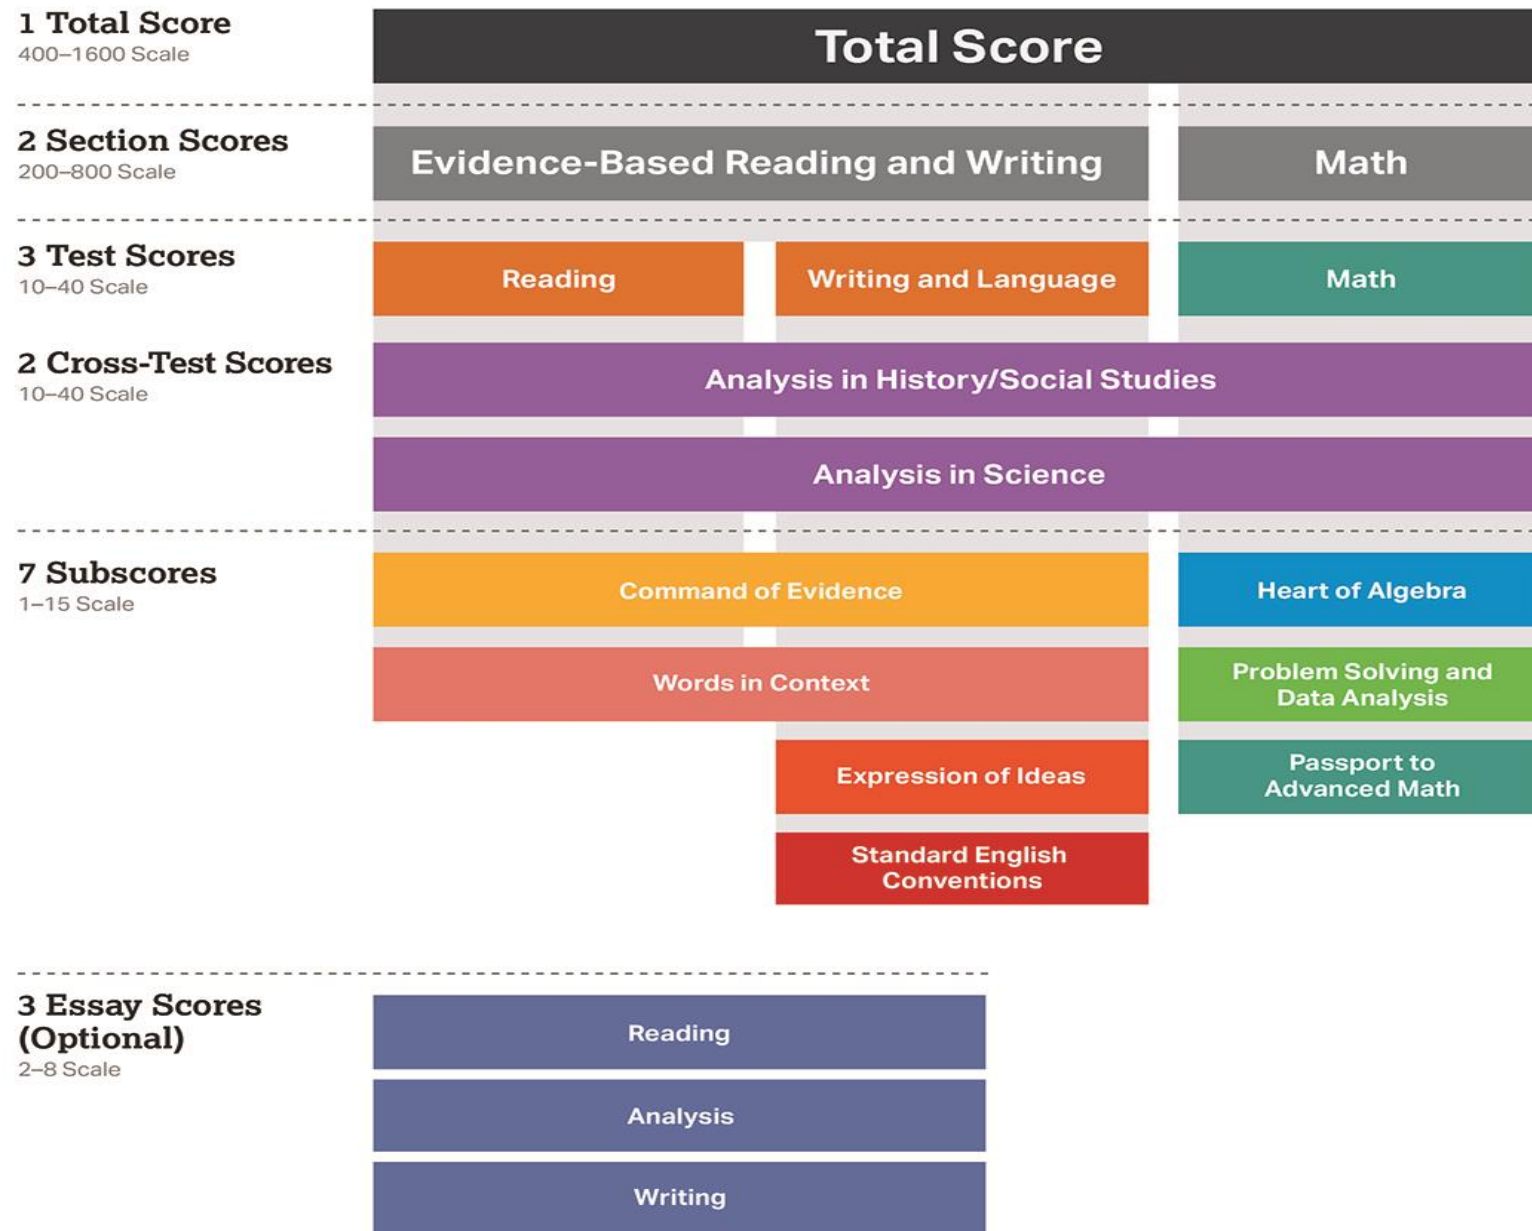 1 Total Score
400–1600 Scale
Total Score
2 Section Scores
200–800 Scale
Evidence-Based Reading and Writing
Math
3 Test Scores
10–40 Scale
Reading
Writing and Language
Math
2 Cross-Test Scores
10–40 Scale
Analysis in History/Social Studies
Analysis in Science
7 Subscores
1–15 Scale
Command of Evidence
Heart of Algebra
Words in Context
Problem Solving and
Data Analysis
Expression of Ideas
Passport to
Advanced Math
Standard English
Conventions
3 Essay Scores
(Optional)
2–8 Scale
Reading
Analysis
Writing